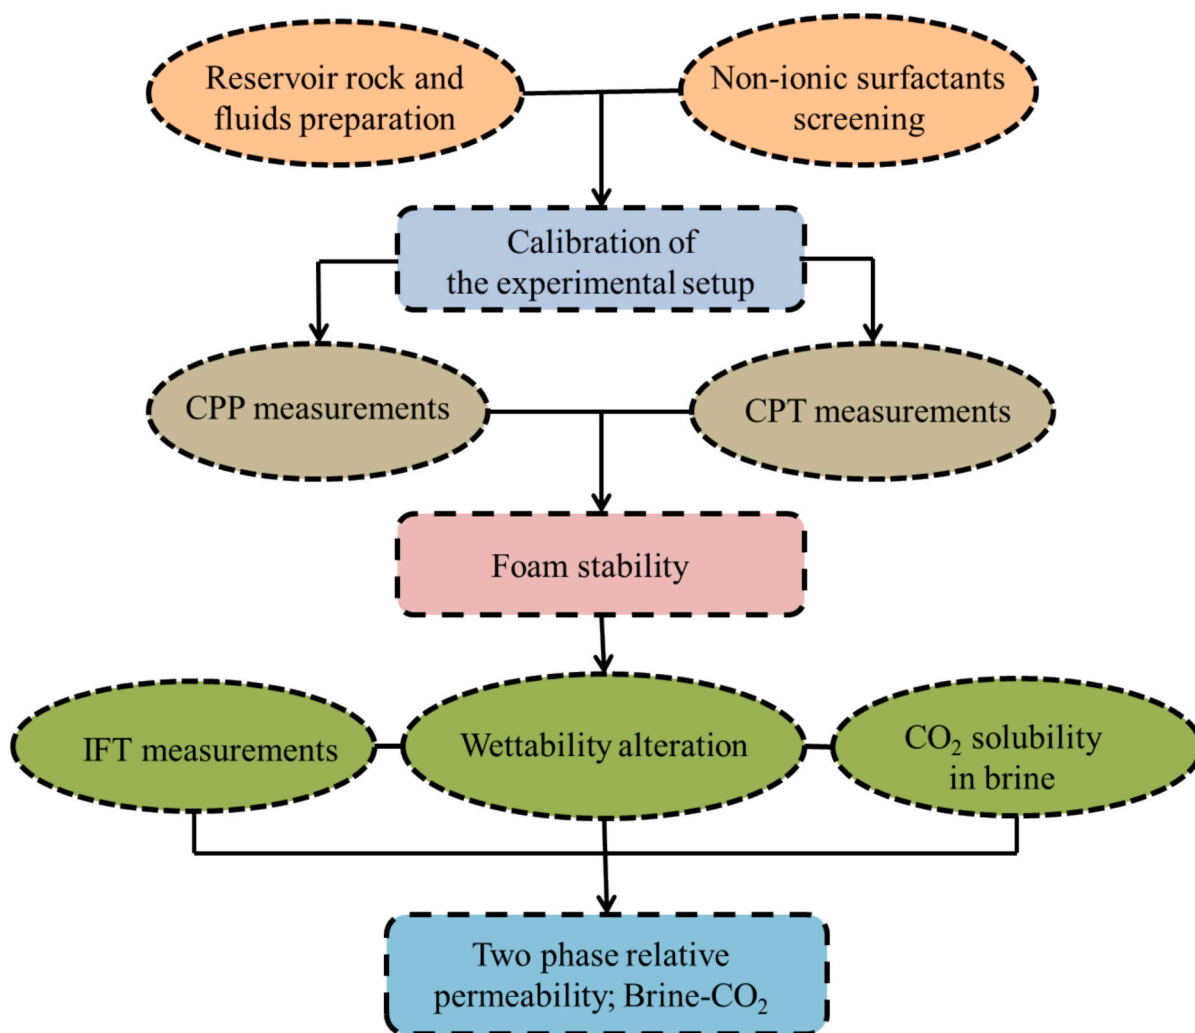 Reservoir rock and
fluids preparation
Non-ionic surfactants
screening
Calibration of
the experimental setup
CPP measurements
CPT measurements
Foam stability
IFT measurements
Wettability alteration
CO₂ solubility
in brine
Two phase relative
permeability; Brine-CO₂